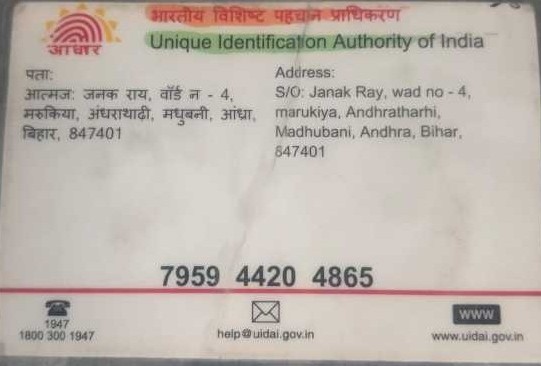 भारतीय विशिष्ट पहचान प्राधिकरण
Unique Identification Authority of India
आधार
पता:
आत्मज: जनक राय, वॉर्ड न - 4,
मरुकिया, अंधराथाढ़ी, मधुबनी, आंधा,
बिहार, 847401
Address:
S/O: Janak Ray, wad no - 4,
marukiya, Andhratharhi,
Madhubani, Andhra, Bihar,
847401
7959 4420 4865
1947
1800 300 1947
help@uidai.gov.in
www
www.uidai.gov.in